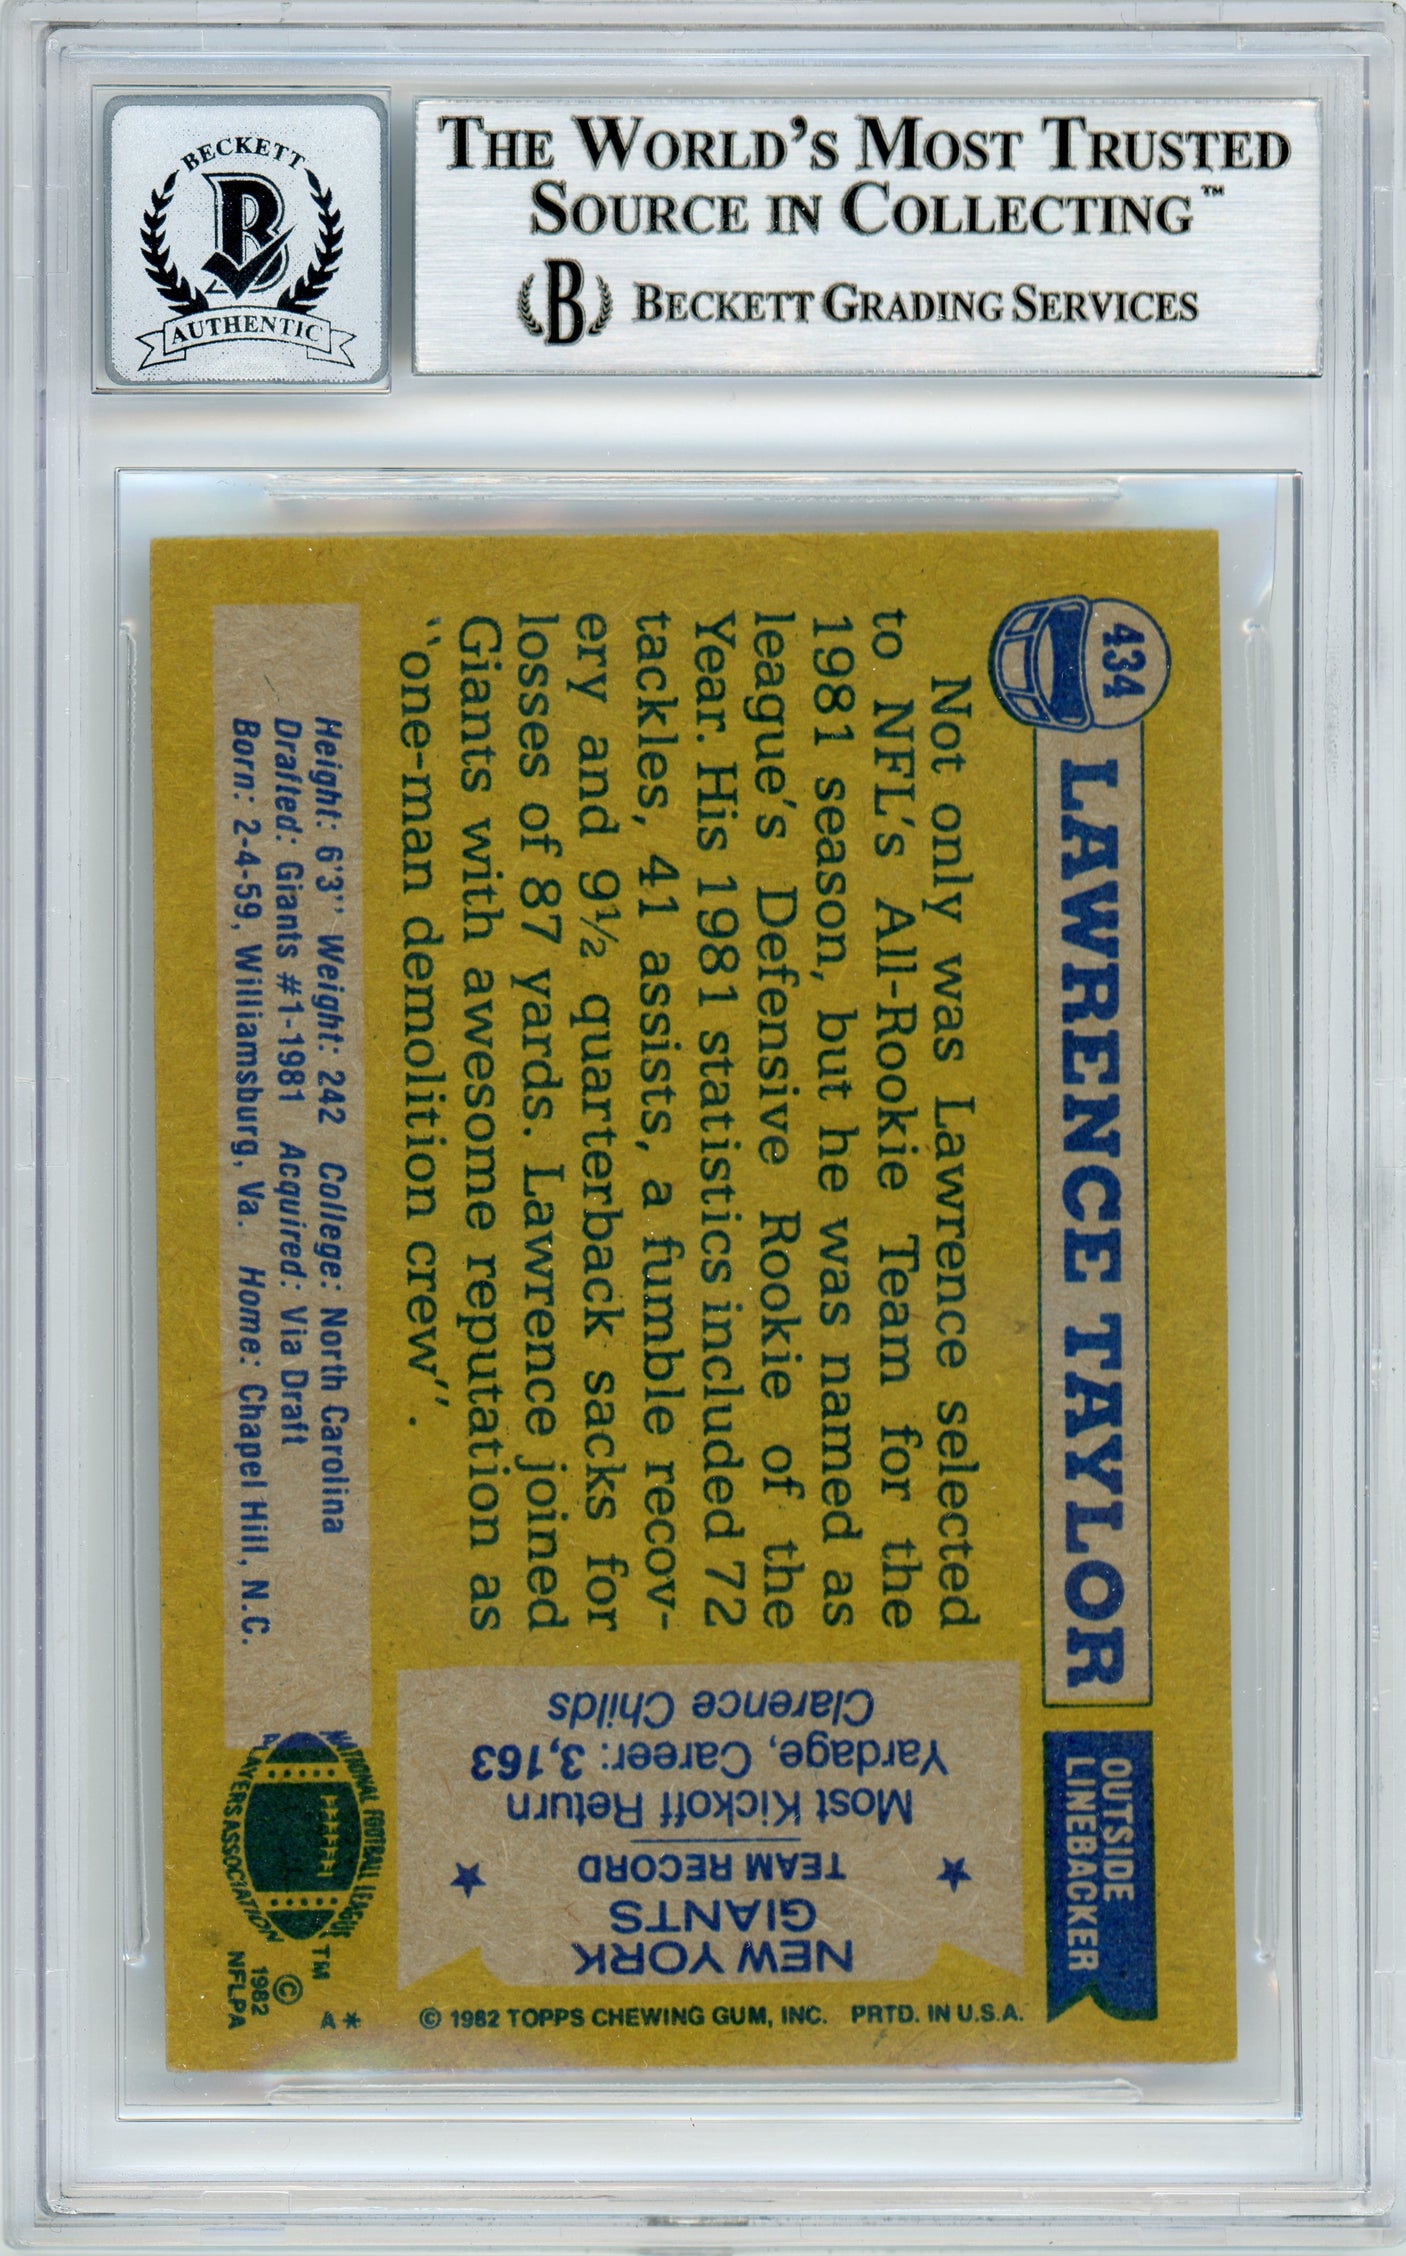 BECKETT
B
AUTHENTIC
THE WORLD'S MOST TRUSTED
SOURCE IN COLLECTING™
B BECKETT GRADING SERVICES
434
LAWRENCE TAYLOR
OUTSIDE
LINEBACKER
Not only was Lawrence selected
to NFL's All-Rookie Team for the
1981 season, but he was named as
league's Defensive Rookie of the
Year. His 1981 statistics included 72
tackles, 41 assists, a fumble recov-
ery and 9½ quarterback sacks for
losses of 87 yards. Lawrence joined
Giants with awesome reputation as
"one-man demolition crew".
NEW YORK
GIANTS
TEAM RECORD
Most Kickoff Return
Yardage, Career: 3,163
Clarence Childs
Height: 6'3" Weight: 242 College: North Carolina
Drafted: Giants #1-1981 Acquired: Via Draft
Born: 2-4-59, Williamsburg, Va. Home: Chapel Hill, N.C.
NATIONAL FOOTBALL LEAGUE
PLAYERS ASSOCIATION
TM
©
1982
NFLPA
A*
© 1982 TOPPS CHEWING GUM, INC. PRTD. IN U.S.A.